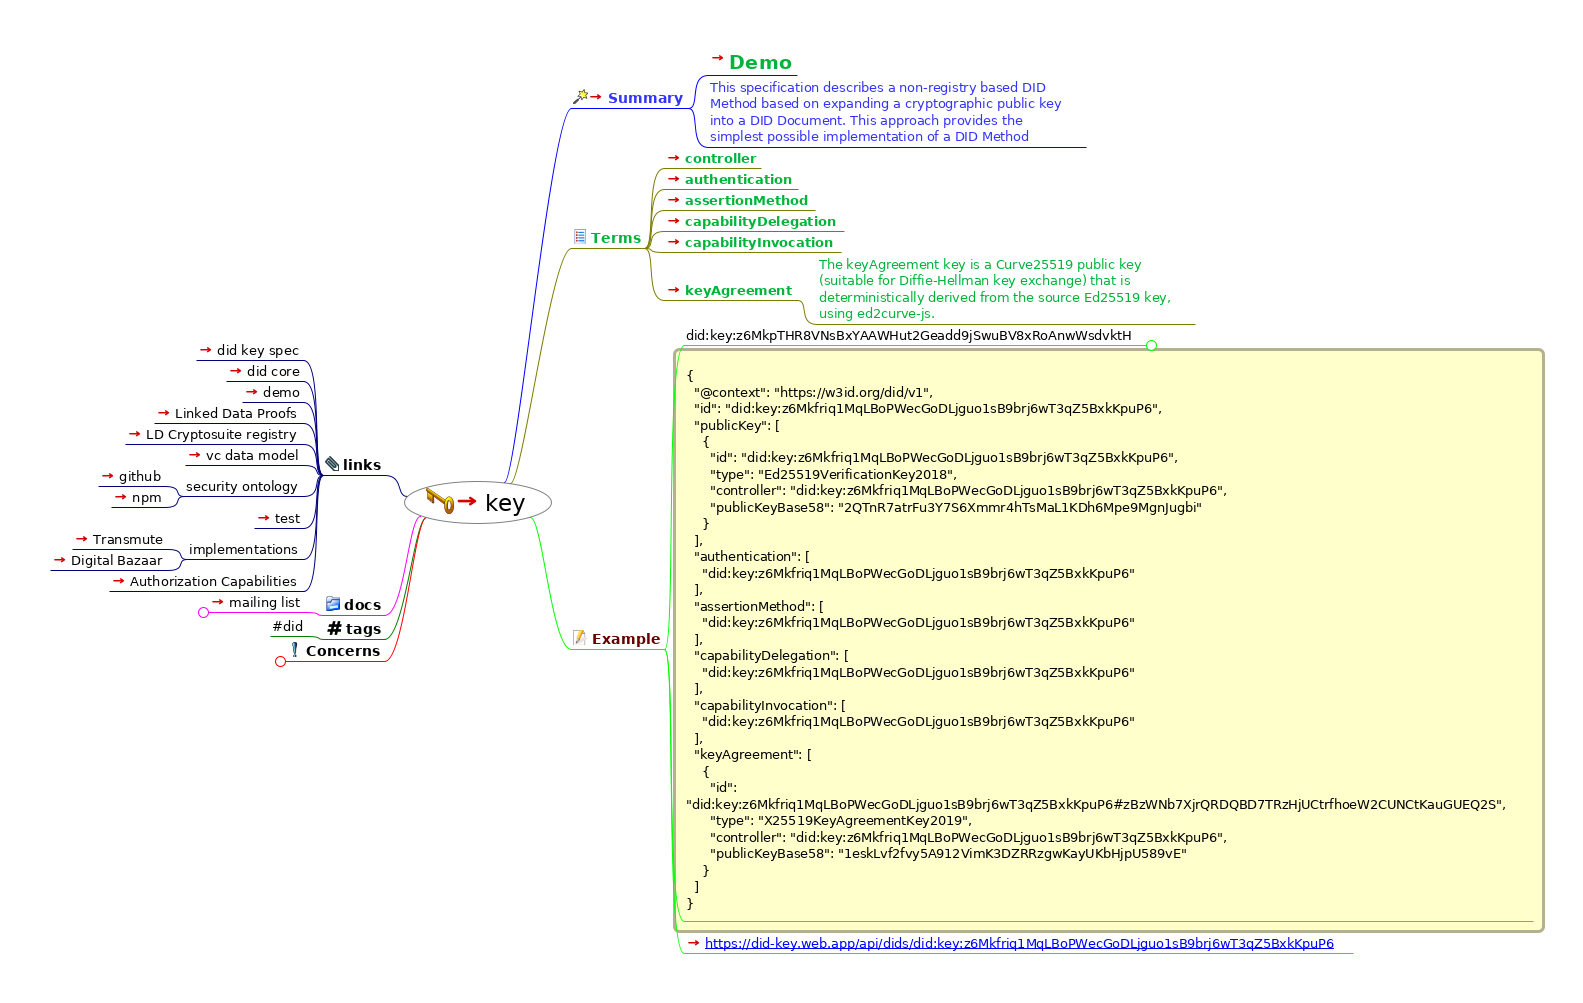 key
Summary
Demo
This specification describes a non-registry based DID
Method based on expanding a cryptographic public key
into a DID Document. This approach provides the
simplest possible implementation of a DID Method
Terms
controller
authentication
assertionMethod
capabilityDelegation
capabilityInvocation
keyAgreement
The keyAgreement key is a Curve25519 public key
(suitable for Diffie-Hellman key exchange) that is
deterministically derived from the source Ed25519 key,
using ed2curve-js.
Example
did:key:z6MkpTHR8VNsBxYAAWHut2Geadd9jSwuBV8xRoAnwWsdvktH
{
"@context": "https://w3id.org/did/v1",
"id": "did:key:z6Mkfriq1MqLBoPWecGoDLjguo1sB9brj6wT3qZ5BxkKpuP6",
"publicKey": [
{
"id": "did:key:z6Mkfriq1MqLBoPWecGoDLjguo1sB9brj6wT3qZ5BxkKpuP6",
"type": "Ed25519VerificationKey2018",
"controller": "did:key:z6Mkfriq1MqLBoPWecGoDLjguo1sB9brj6wT3qZ5BxkKpuP6",
"publicKeyBase58": "2QTnR7atrFu3Y7S6Xmmr4hTsMaL1KDh6Mpe9MgnJugbi"
}
],
"authentication": [
"did:key:z6Mkfriq1MqLBoPWecGoDLjguo1sB9brj6wT3qZ5BxkKpuP6"
],
"assertionMethod": [
"did:key:z6Mkfriq1MqLBoPWecGoDLjguo1sB9brj6wT3qZ5BxkKpuP6"
],
"capabilityDelegation": [
"did:key:z6Mkfriq1MqLBoPWecGoDLjguo1sB9brj6wT3qZ5BxkKpuP6"
],
"capabilityInvocation": [
"did:key:z6Mkfriq1MqLBoPWecGoDLjguo1sB9brj6wT3qZ5BxkKpuP6"
],
"keyAgreement": [
{
"id":
"did:key:z6Mkfriq1MqLBoPWecGoDLjguo1sB9brj6wT3qZ5BxkKpuP6#zBzWNb7XjrQRDQBD7TRzHjUCtrfhoeW2CUNCtKauGUEQ2S",
"type": "X25519KeyAgreementKey2019",
"controller": "did:key:z6Mkfriq1MqLBoPWecGoDLjguo1sB9brj6wT3qZ5BxkKpuP6",
"publicKeyBase58": "1eskLvf2fvy5A912VimK3DZRRzgwKayUKbHjpU589vE"
}
]
}
https://did-key.web.app/api/dids/did:key:z6Mkfriq1MqLBoPWecGoDLjguo1sB9brj6wT3qZ5BxkKpuP6
links
did key spec
did core
demo
Linked Data Proofs
LD Cryptosuite registry
vc data model
security ontology
github
npm
test
implementations
Transmute
Digital Bazaar
Authorization Capabilities
docs
mailing list
# tags
#did
Concerns